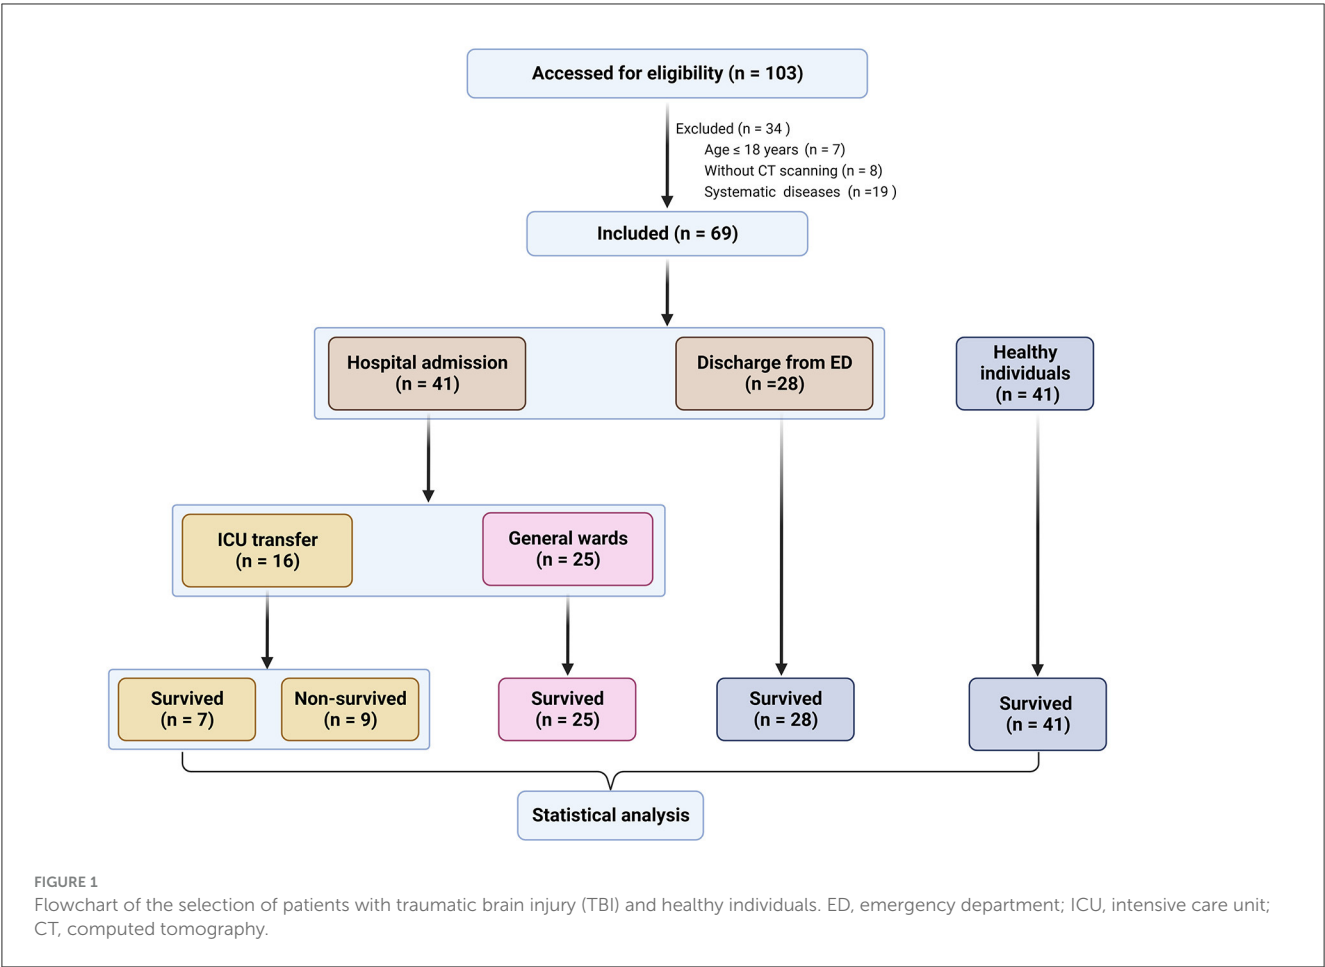 Accessed for eligibility (n = 103)
Excluded (n = 34 )
Age ≤ 18 years (n = 7)
Without CT scanning (n = 8)
Systematic diseases (n =19 )
Included (n = 69)
Hospital admission
(n = 41)
Discharge from ED
(n =28)
Healthy
individuals
(n = 41)
ICU transfer
(n = 16)
General wards
(n = 25)
Survived
(n = 7)
Non-survived
(n = 9)
Survived
(n = 25)
Survived
(n = 28)
Survived
(n = 41)
Statistical analysis
FIGURE 1
Flowchart of the selection of patients with traumatic brain injury (TBI) and healthy individuals. ED, emergency department; ICU, intensive care unit;
CT, computed tomography.